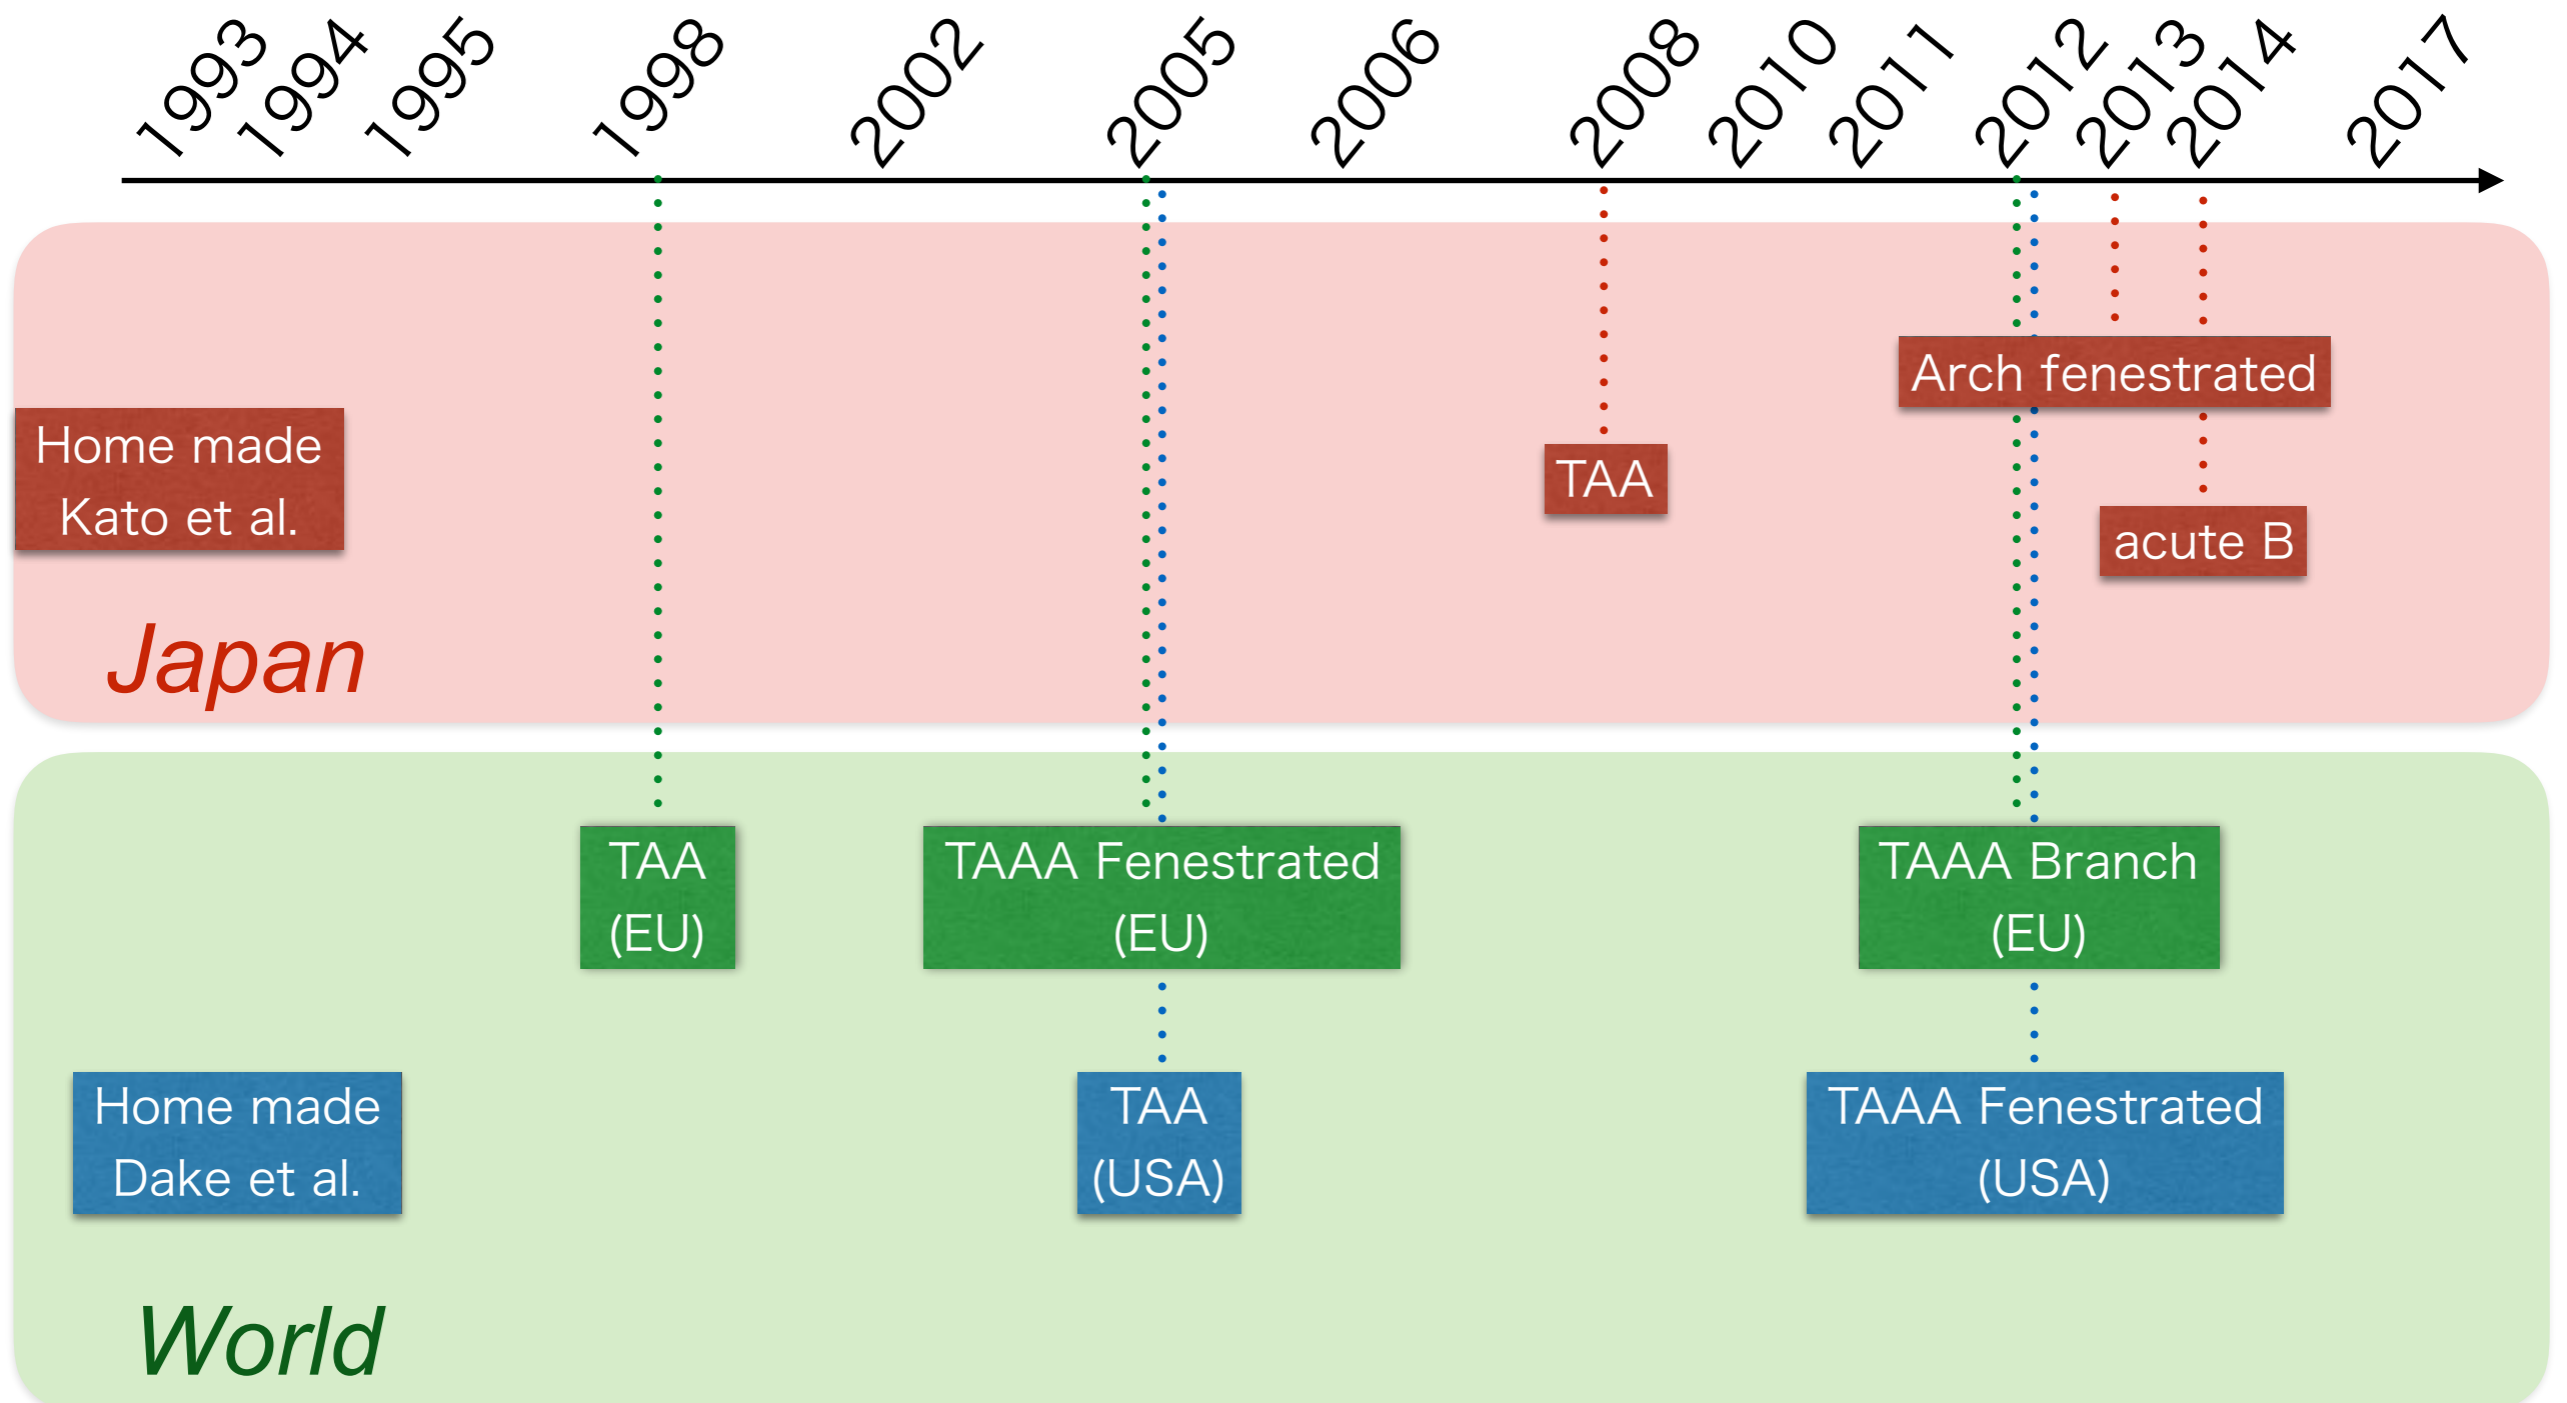 1993
1994
1995
1998
2002
2005
2006
2008
2010
2011
2012
2013
2014
2017
Arch fenestrated
Home made
Kato et al.
TAA
acute B
Japan
TAA
(EU)
TAAA Fenestrated
(EU)
TAAA Branch
(EU)
Home made
Dake et al.
TAA
(USA)
TAAA Fenestrated
(USA)
World